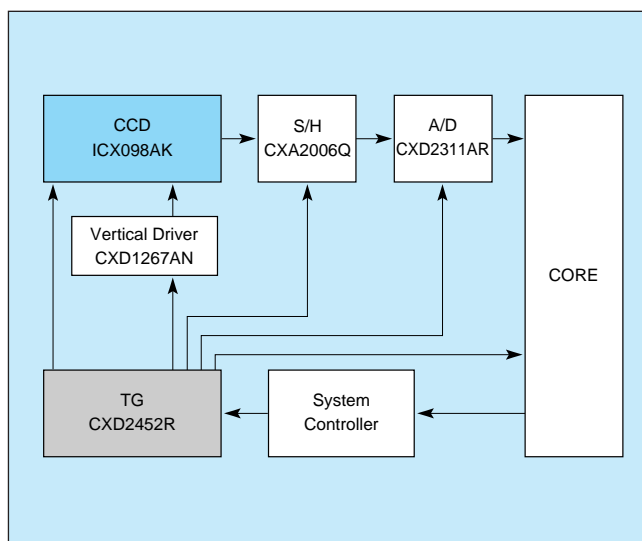 CCD
ICX098AK
S/H
CXA2006Q
A/D
CXD2311AR
Vertical Driver
CXD1267AN
CORE
TG
CXD2452R
System
Controller